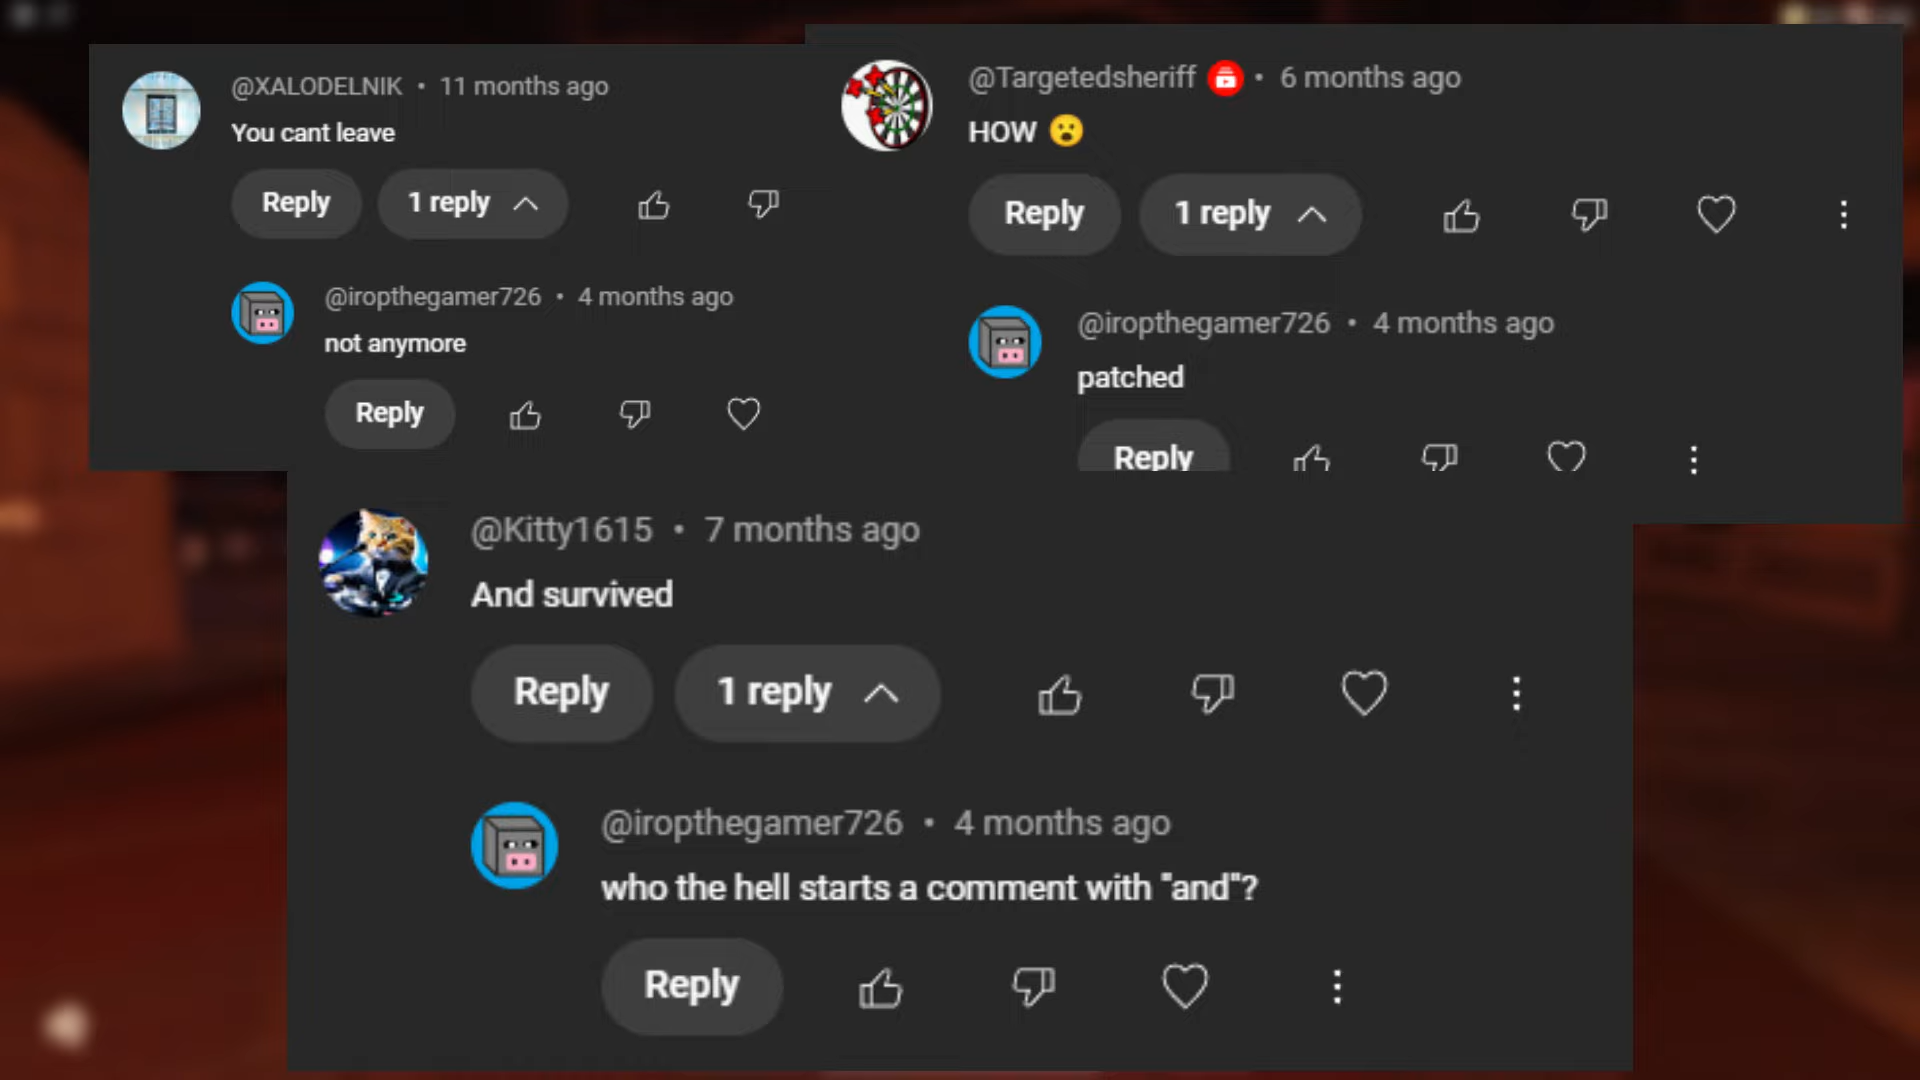 @XALODELNIK • 11 months ago
You cant leave
Reply
1 reply
@iropthegamer726 • 4 months ago
not anymore
Reply
@Targetedsheriff • 6 months ago
HOW 😮
Reply
1 reply
@iropthegamer726 • 4 months ago
patched
Reply
@Kitty1615 • 7 months ago
And survived
Reply
1 reply
@iropthegamer726 • 4 months ago
who the hell starts a comment with "and"?
Reply